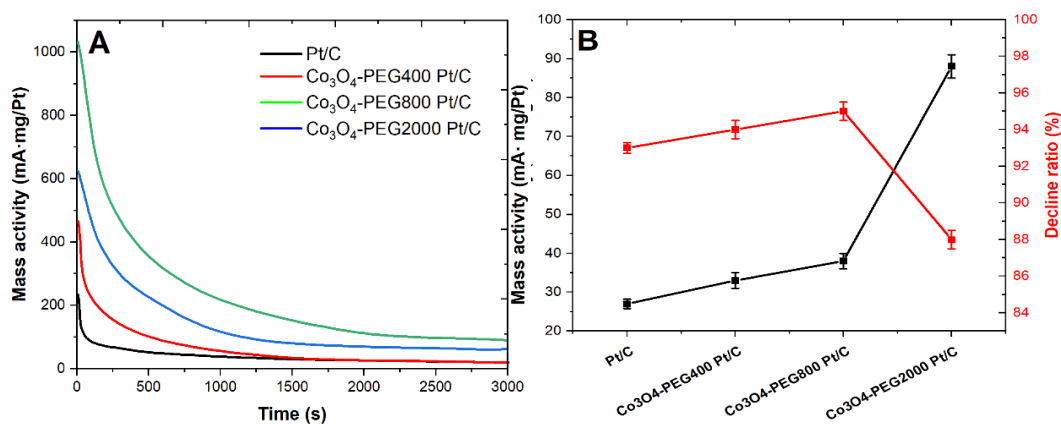 A
Pt/C
Co₃O₄-PEG400 Pt/C
Co₃O₄-PEG800 Pt/C
Co₃O₄-PEG2000 Pt/C
Mass activity (mA·mg/Pt)
1000
800
600
400
200
0
0 500 1000 1500 2000 2500 3000
Time (s)
B
Mass activity (mA· mg/Pt)
100
90
80
70
60
50
40
30
20
Pt/C
Co3O4-PEG400 Pt/C
Co3O4-PEG800 Pt/C
Co3O4-PEG2000 Pt/C
100
98
96
94
92
90
88
86
84
Decline ratio (%)